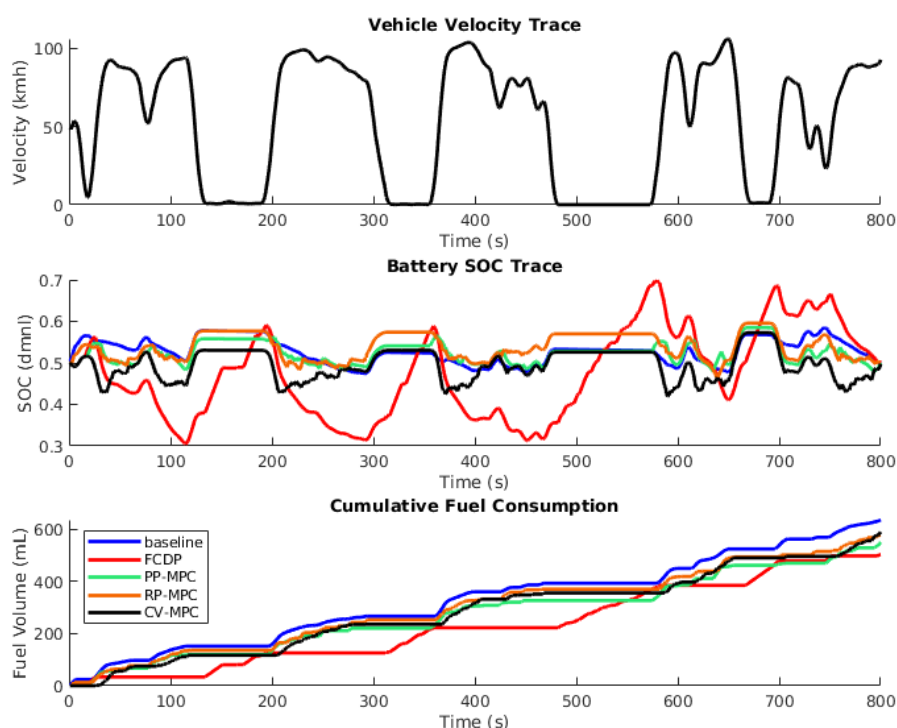 Vehicle Velocity Trace
100
50
0
Velocity (kmh)
0 100 200 300 400 500 600 700 800
Time (s)
Battery SOC Trace
0.7
0.6
0.5
0.4
0.3
SOC (dmnl)
0 100 200 300 400 500 600 700 800
Time (s)
Cumulative Fuel Consumption
600
400
200
0
Fuel Volume (mL)
baseline
FCDP
PP-MPC
RP-MPC
CV-MPC
0 100 200 300 400 500 600 700 800
Time (s)